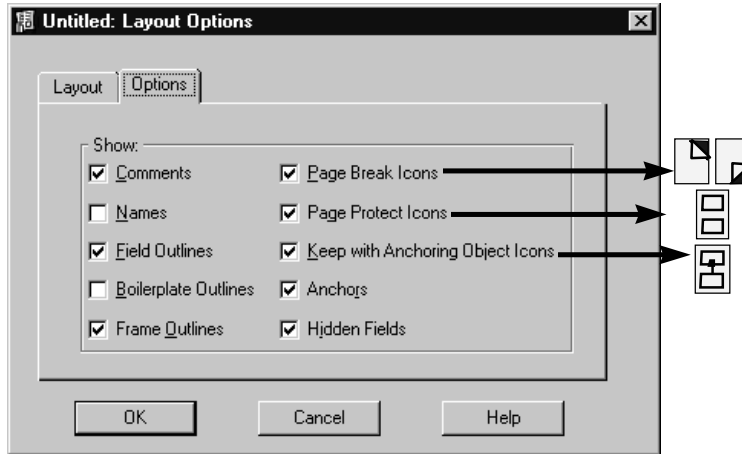 Untitled: Layout Options
Layout
Options
Show:
Comments
Names
Field Outlines
Boilerplate Outlines
Frame Outlines
Page Break Icons
Page Protect Icons
Keep with Anchoring Object Icons
Anchors
Hidden Fields
OK
Cancel
Help